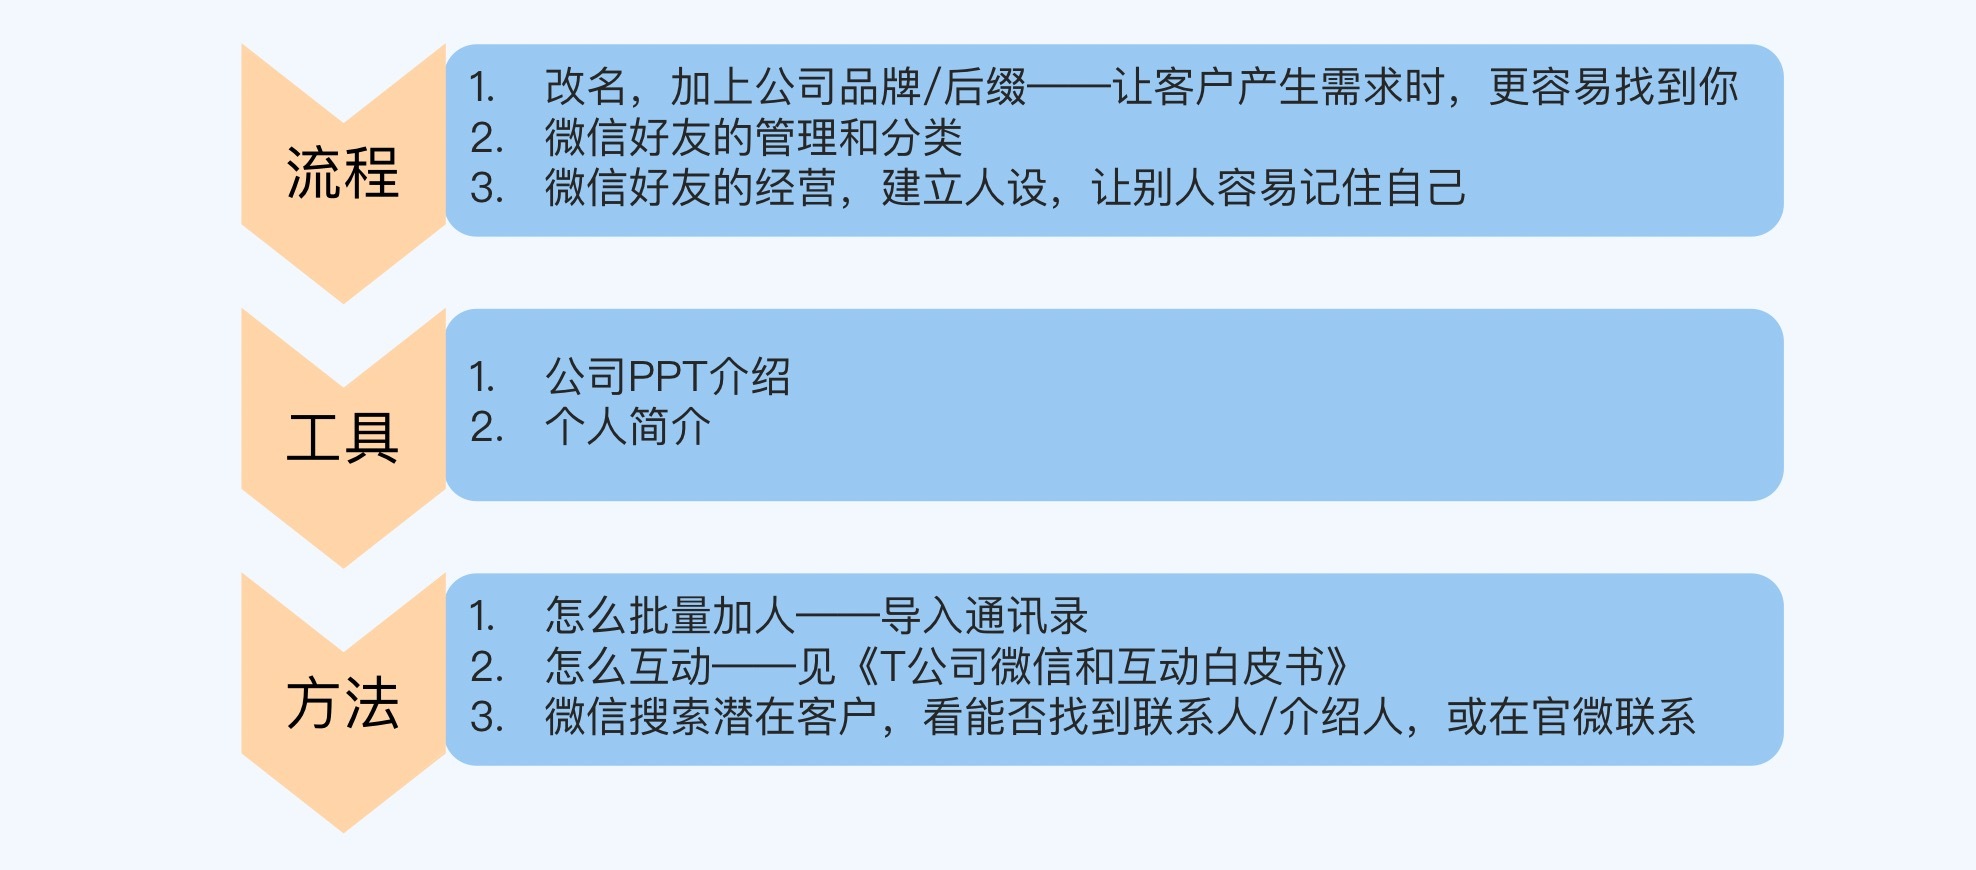 流程
1. 改名，加上公司品牌/后缀——让客户产生需求时，更容易找到你
2. 微信好友的管理和分类
3. 微信好友的经营，建立人设，让别人容易记住自己
工具
1. 公司PPT介绍
2. 个人简介
方法
1. 怎么批量加人——导入通讯录
2. 怎么互动——见《T公司微信和互动白皮书》
3. 微信搜索潜在客户，看能否找到联系人/介绍人，或在官微联系